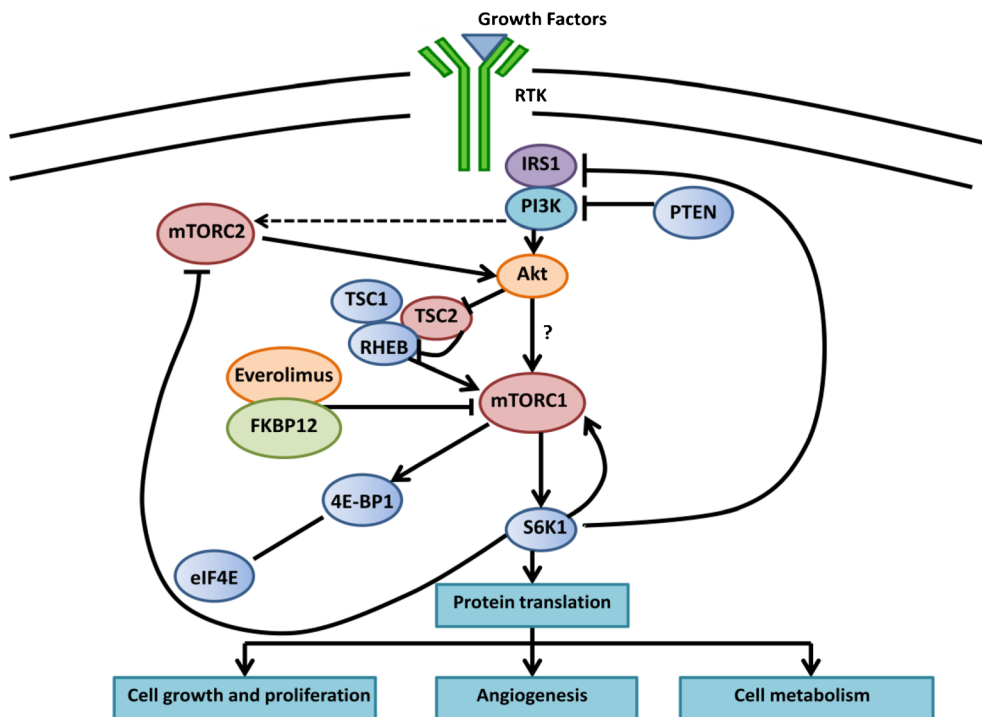 Growth Factors
RTK
IRS1
PI3K
PTEN
mTORC2
Akt
TSC1
TSC2
?
RHEB
Everolimus
mTORC1
FKBP12
4E-BP1
S6K1
eIF4E
Protein translation
Cell growth and proliferation
Angiogenesis
Cell metabolism